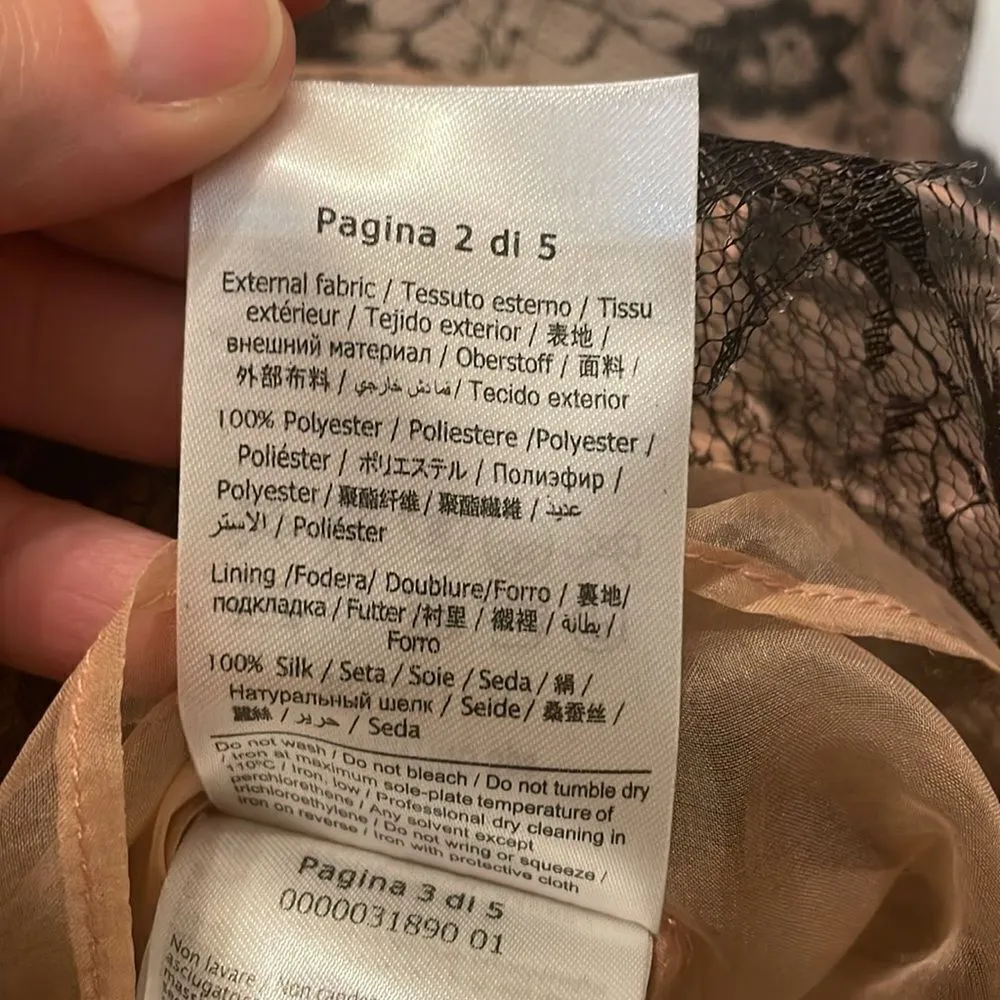 Pagina 2 di 5
External fabric / Tessuto esterno / Tissu
extérieur / Tejido exterior / 表地 /
внешний материал / Oberstoff / 面料 /
外部布料 / قماش خارجي / Tecido exterior
100% Polyester / Poliestere /Polyester /
Poliéster / ポリエステル / Полиэфир /
Polyester / 聚酯纤维 / 聚酯纖維 / عديد
الاستر / Poliéster
Lining /Fodera/ Doublure/Forro / 裏地/
подкладка / Futter /衬里 / 襯裡 / بطانة /
Forro
100% Silk / Seta / Soie / Seda / 絹 /
Натуральный шелк / Seide/ 桑蚕丝 /
/ حرير / Seda
Do not wash / Do not bleach / Do not tumble dry
/ Iron at maximum sole-plate temperature of
110°C / Iron, low / Professional dry cleaning in
perchlorethene / Any solvent except
trichloroethylene / Do not wring or squeeze /
Iron on reverse / Iron with protective cloth
Pagina 3 di 5
0000031890 01
Non lavare / Non